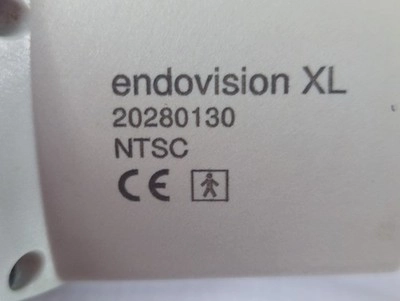 endovision XL
20280130
NTSC
CE